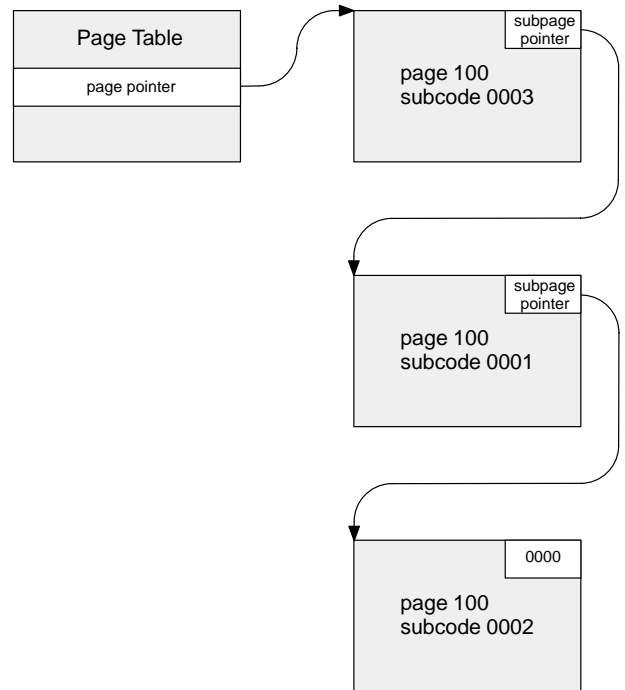 Page Table
page pointer
subpage
pointer
page 100
subcode 0003
subpage
pointer
page 100
subcode 0001
0000
page 100
subcode 0002